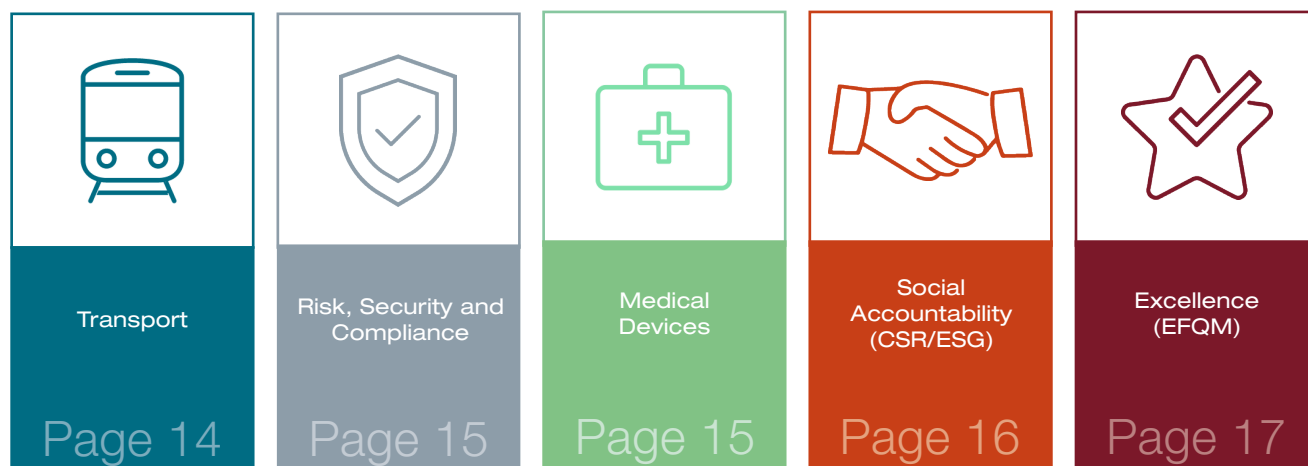 Transport
Page 14
Risk, Security and
Compliance
Page 15
Medical
Devices
Page 15
Social
Accountability
(CSR/ESG)
Page 16
Excellence
(EFQM)
Page 17